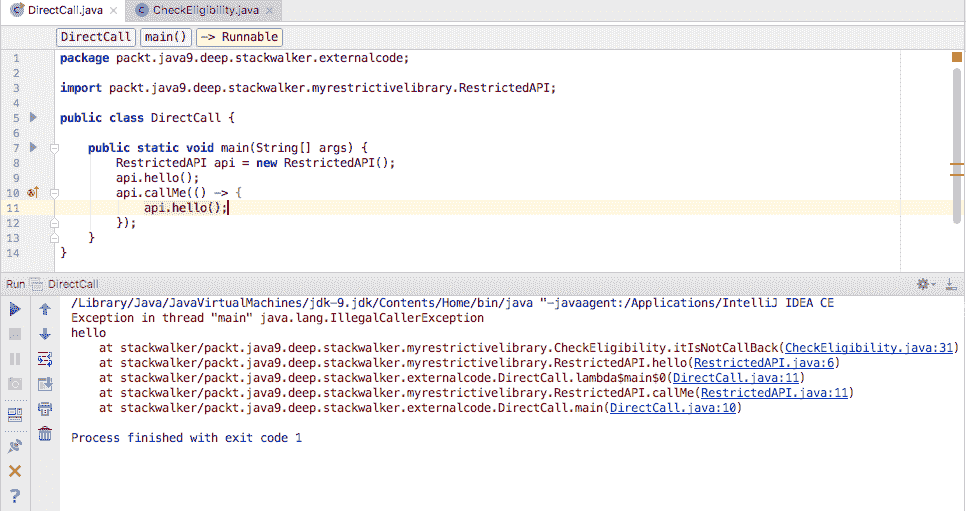 DirectCall.java × CheckEligibility.java ×
DirectCall main() -> Runnable
1 package packt.java9.deep.stackwalker.externalcode;
2
3 import packt.java9.deep.stackwalker.myrestrictivelibrary.RestrictedAPI;
4
5 public class DirectCall {
6
7 public static void main(String[] args) {
8 RestrictedAPI api = new RestrictedAPI();
9 api.hello();
10 api.callMe(() -> {
11 api.hello();
12 });
13 }
14 }
Run DirectCall
/Library/Java/JavaVirtualMachines/jdk-9.jdk/Contents/Home/bin/java "-javaagent:/Applications/IntelliJ IDEA CE
Exception in thread "main" java.lang.IllegalCallerException
hello
at stackwalker/packt.java9.deep.stackwalker.myrestrictivelibrary.CheckEligibility.itIsNotCallBack(CheckEligibility.java:31)
at stackwalker/packt.java9.deep.stackwalker.myrestrictivelibrary.RestrictedAPI.hello(RestrictedAPI.java:6)
at stackwalker/packt.java9.deep.stackwalker.externalcode.DirectCall.lambda$main$0(DirectCall.java:11)
at stackwalker/packt.java9.deep.stackwalker.myrestrictivelibrary.RestrictedAPI.callMe(RestrictedAPI.java:11)
at stackwalker/packt.java9.deep.stackwalker.externalcode.DirectCall.main(DirectCall.java:10)
Process finished with exit code 1